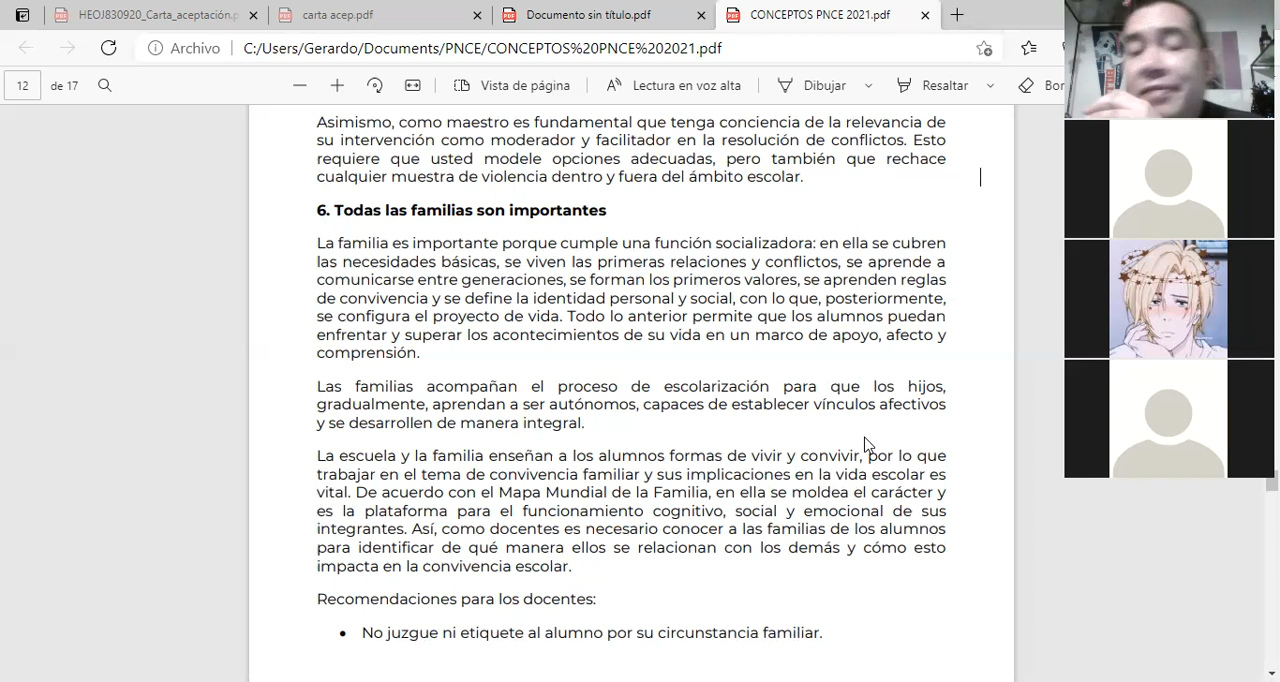 HEOJ830920_Carta_aceptación.p
carta acep.pdf
Documento sin título.pdf
CONCEPTOS PNCE 2021.pdf
Archivo
C:/Users/Gerardo/Documents/PNCE/CONCEPTOS%20PNCE%202021.pdf
12
de 17
Vista de página
Lectura en voz alta
Dibujar
Resaltar
Bor
Asimismo, como maestro es fundamental que tenga conciencia de la relevancia de
su intervención como moderador y facilitador en la resolución de conflictos. Esto
requiere que usted modele opciones adecuadas, pero también que rechace
cualquier muestra de violencia dentro y fuera del ámbito escolar.
6. Todas las familias son importantes
La familia es importante porque cumple una función socializadora: en ella se cubren
las necesidades básicas, se viven las primeras relaciones y conflictos, se aprende a
comunicarse entre generaciones, se forman los primeros valores, se aprenden reglas
de convivencia y se define la identidad personal y social, con lo que, posteriormente,
se configura el proyecto de vida. Todo lo anterior permite que los alumnos puedan
enfrentar y superar los acontecimientos de su vida en un marco de apoyo, afecto y
comprensión.
Las familias acompañan el proceso de escolarización para que los hijos,
gradualmente, aprendan a ser autónomos, capaces de establecer vínculos afectivos
y se desarrollen de manera integral.
La escuela y la familia enseñan a los alumnos formas de vivir y convivir, por lo que
trabajar en el tema de convivencia familiar y sus implicaciones en la vida escolar es
vital. De acuerdo con el Mapa Mundial de la Familia, en ella se moldea el carácter y
es la plataforma para el funcionamiento cognitivo, social y emocional de sus
integrantes. Así, como docentes es necesario conocer a las familias de los alumnos
para identificar de qué manera ellos se relacionan con los demás y cómo esto
impacta en la convivencia escolar.
Recomendaciones para los docentes:
• No juzgue ni etiquete al alumno por su circunstancia familiar.